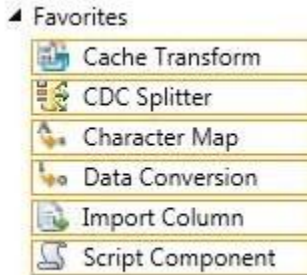 Favorites
Cache Transform
CDC Splitter
Character Map
Data Conversion
Import Column
Script Component